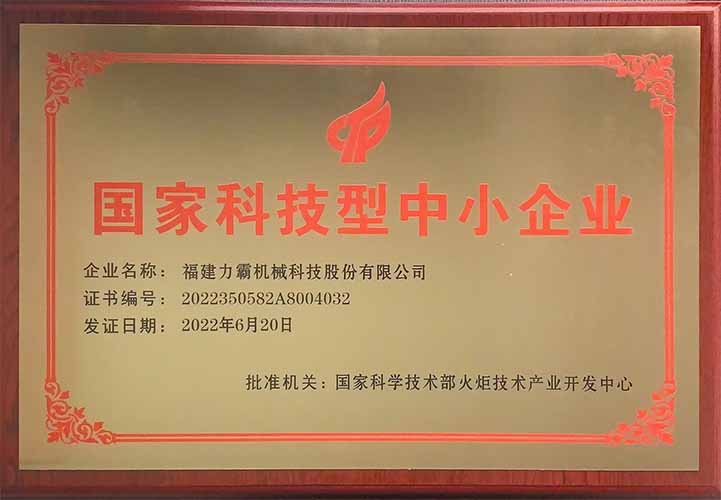 国家科技型中小企业
企业名称：福建力霸机械科技股份有限公司
证书编号：2022350582A8004032
发证日期：2022年6月20日
批准机关：国家科学技术部火炬技术产业开发中心